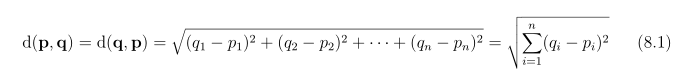 d(𝐩, 𝐪) = d(𝐪, 𝐩) = √((q₁ − p₁)² + (q₂ − p₂)² + · · · + (qₙ − pₙ)²) = √(∑ᵢ₌₁ⁿ (qᵢ − pᵢ)²) (8.1)